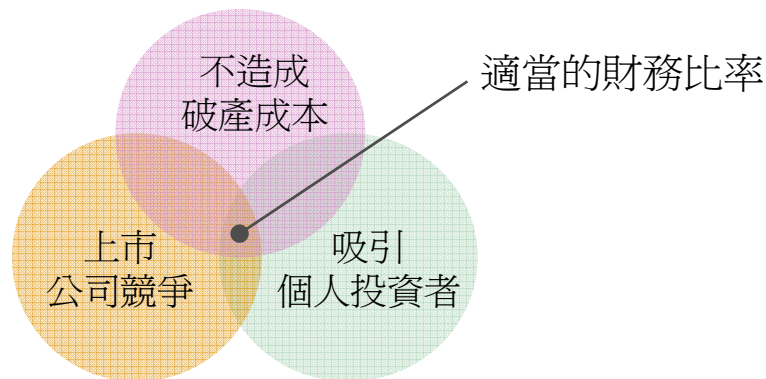 不造成
破產成本
適當的財務比率
上市
公司競爭
吸引
個人投資者